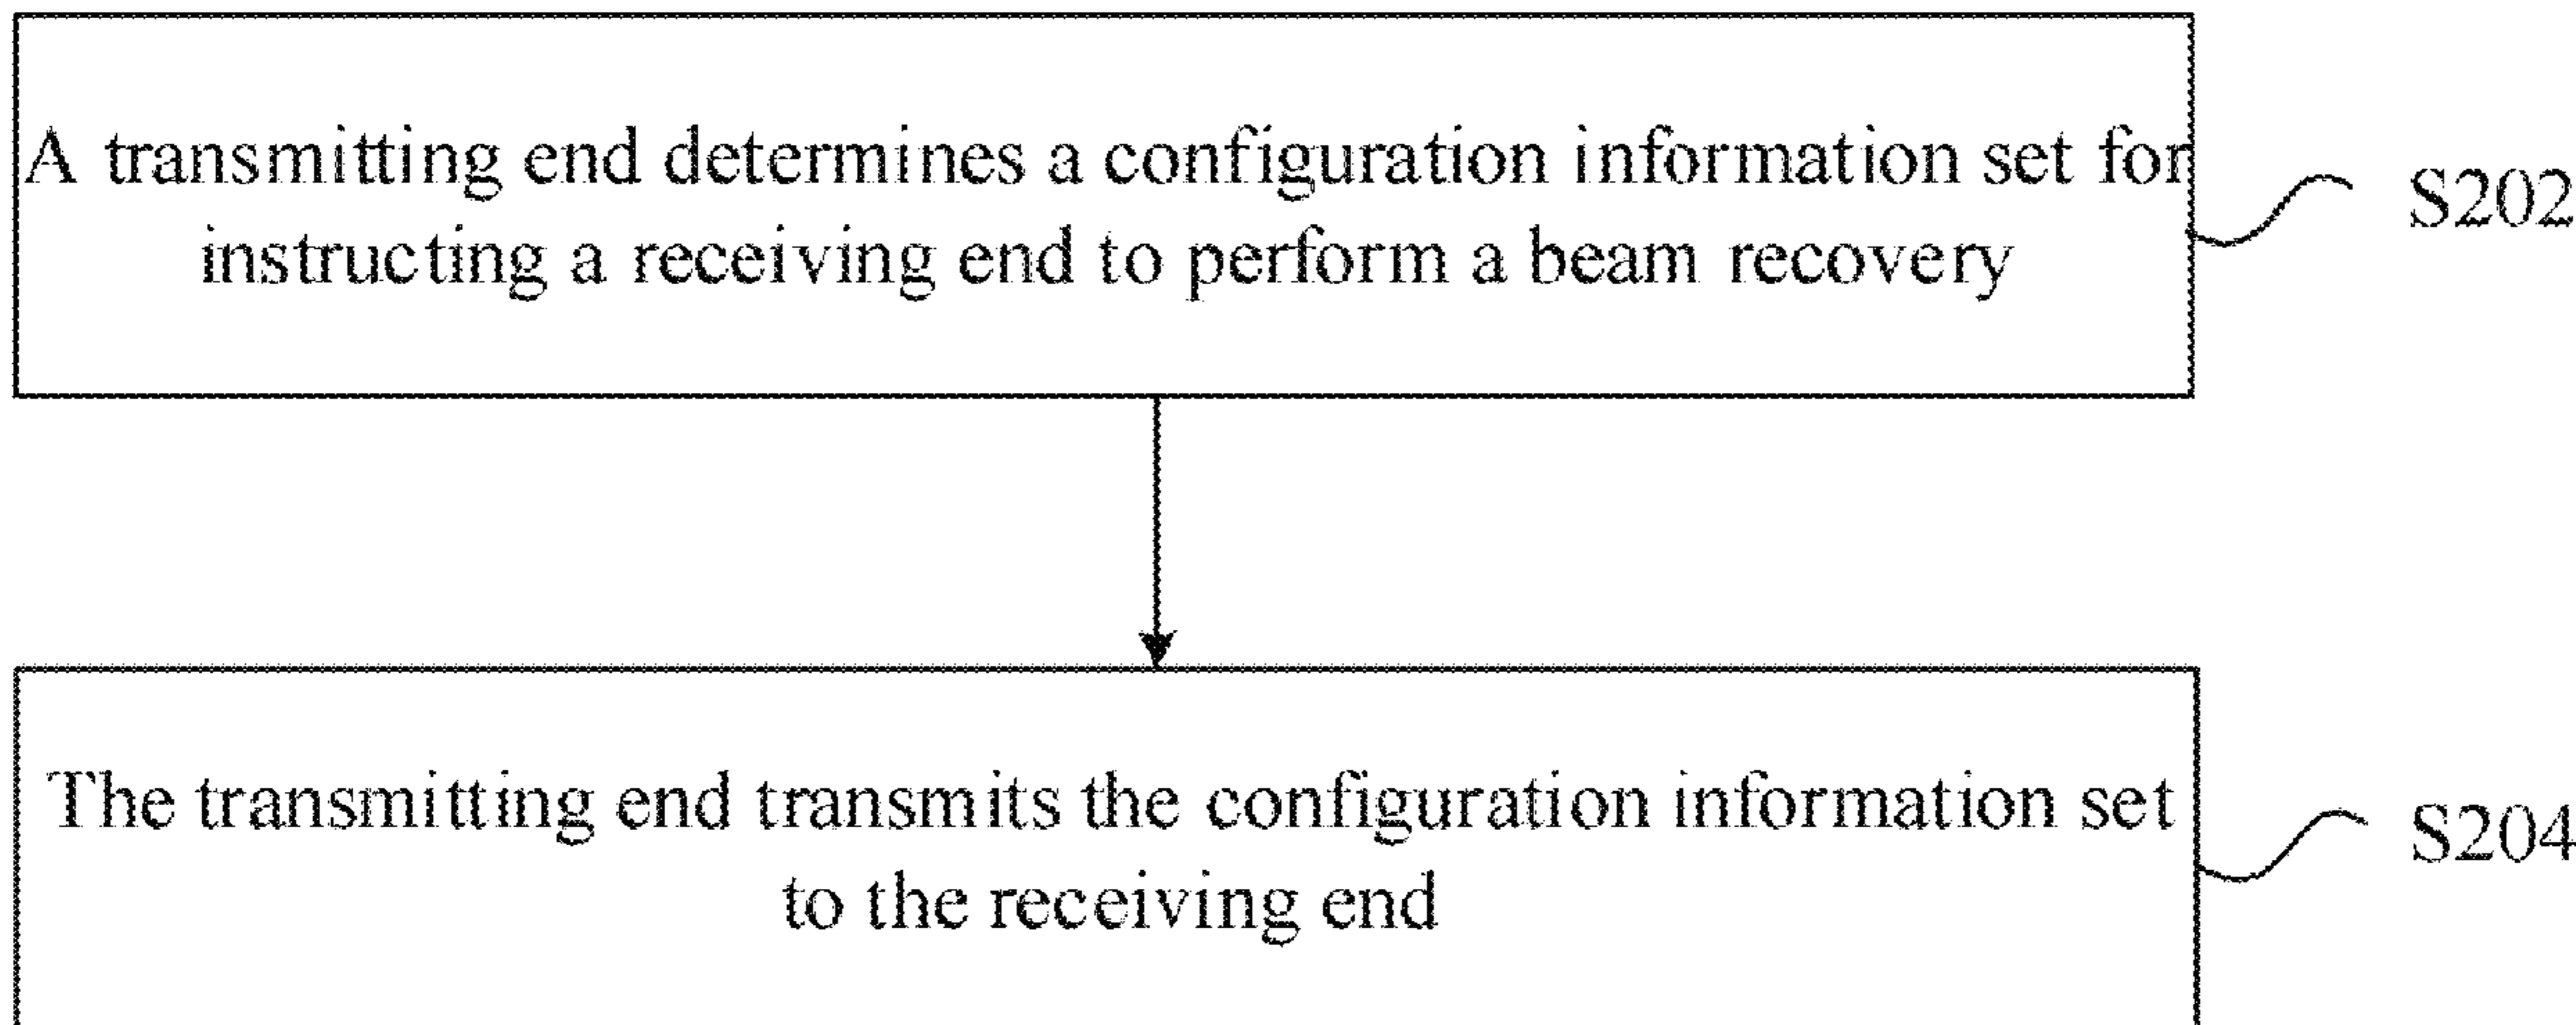 A transmitting end determines a configuration information set for
instructing a receiving end to perform a beam recovery
S202
The transmitting end transmits the configuration information set
to the receiving end
S204